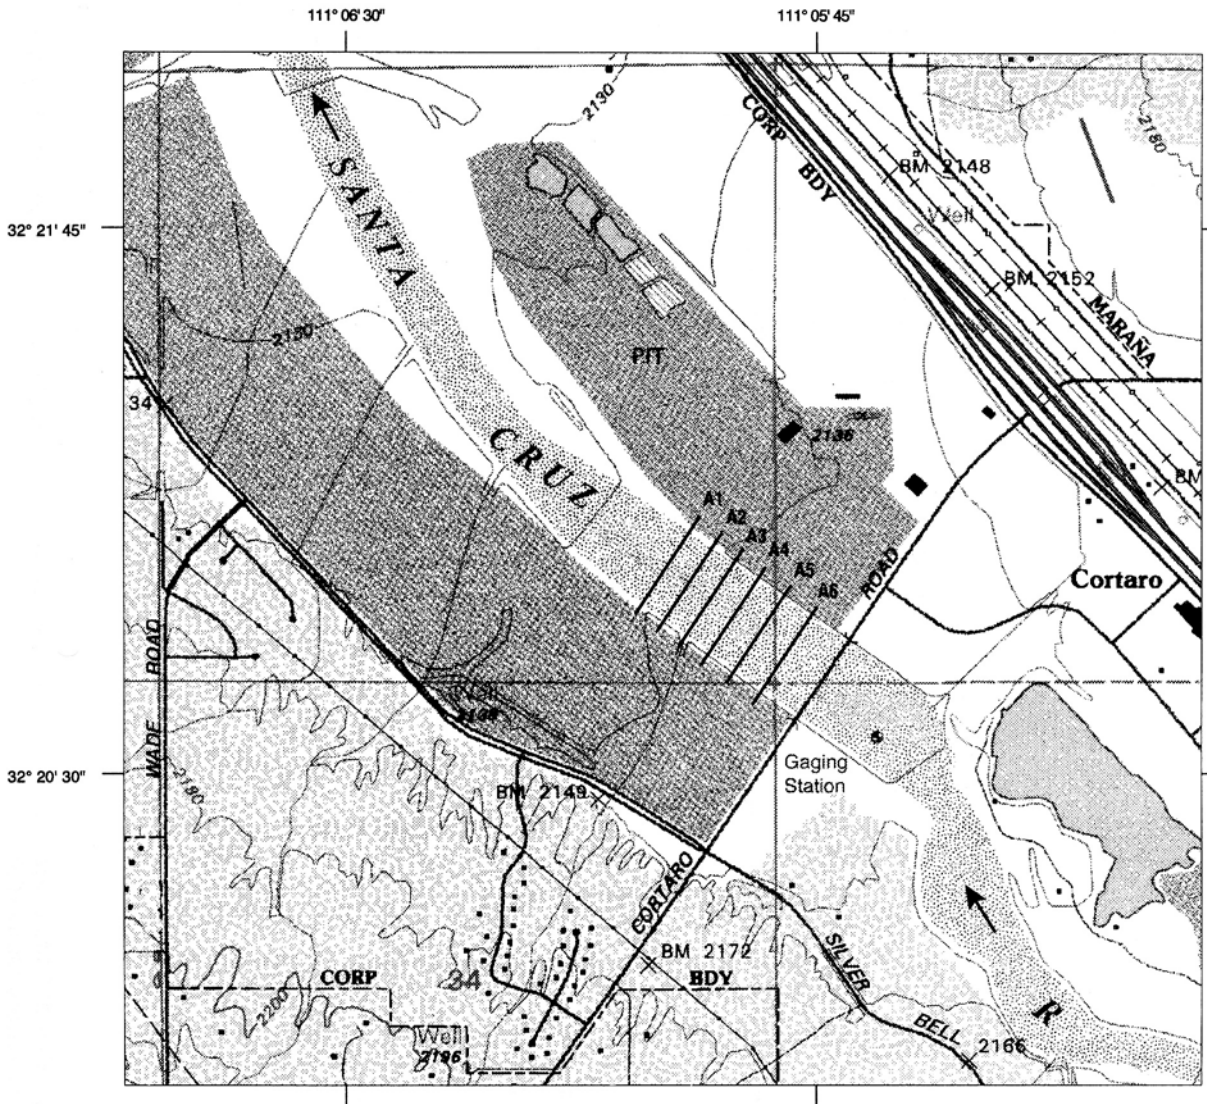 111° 06' 30"
111° 05' 45"
2130
CORP
BDY
BM 2148
2180
SANTA
Well
32° 21' 45"
BM 2152
MARAÑA
2130
PIT
34
2136
CRUZ
BM
A1
A2
A3
A4
A5
A6
ROAD
Cortaro
WADE ROAD
Well
32° 20' 30"
2180
Gaging
Station
BM 2149
CORTARO
SILVER
BELL
BM 2172
34
CORP
BDY
2200
R
Well
2196
2166